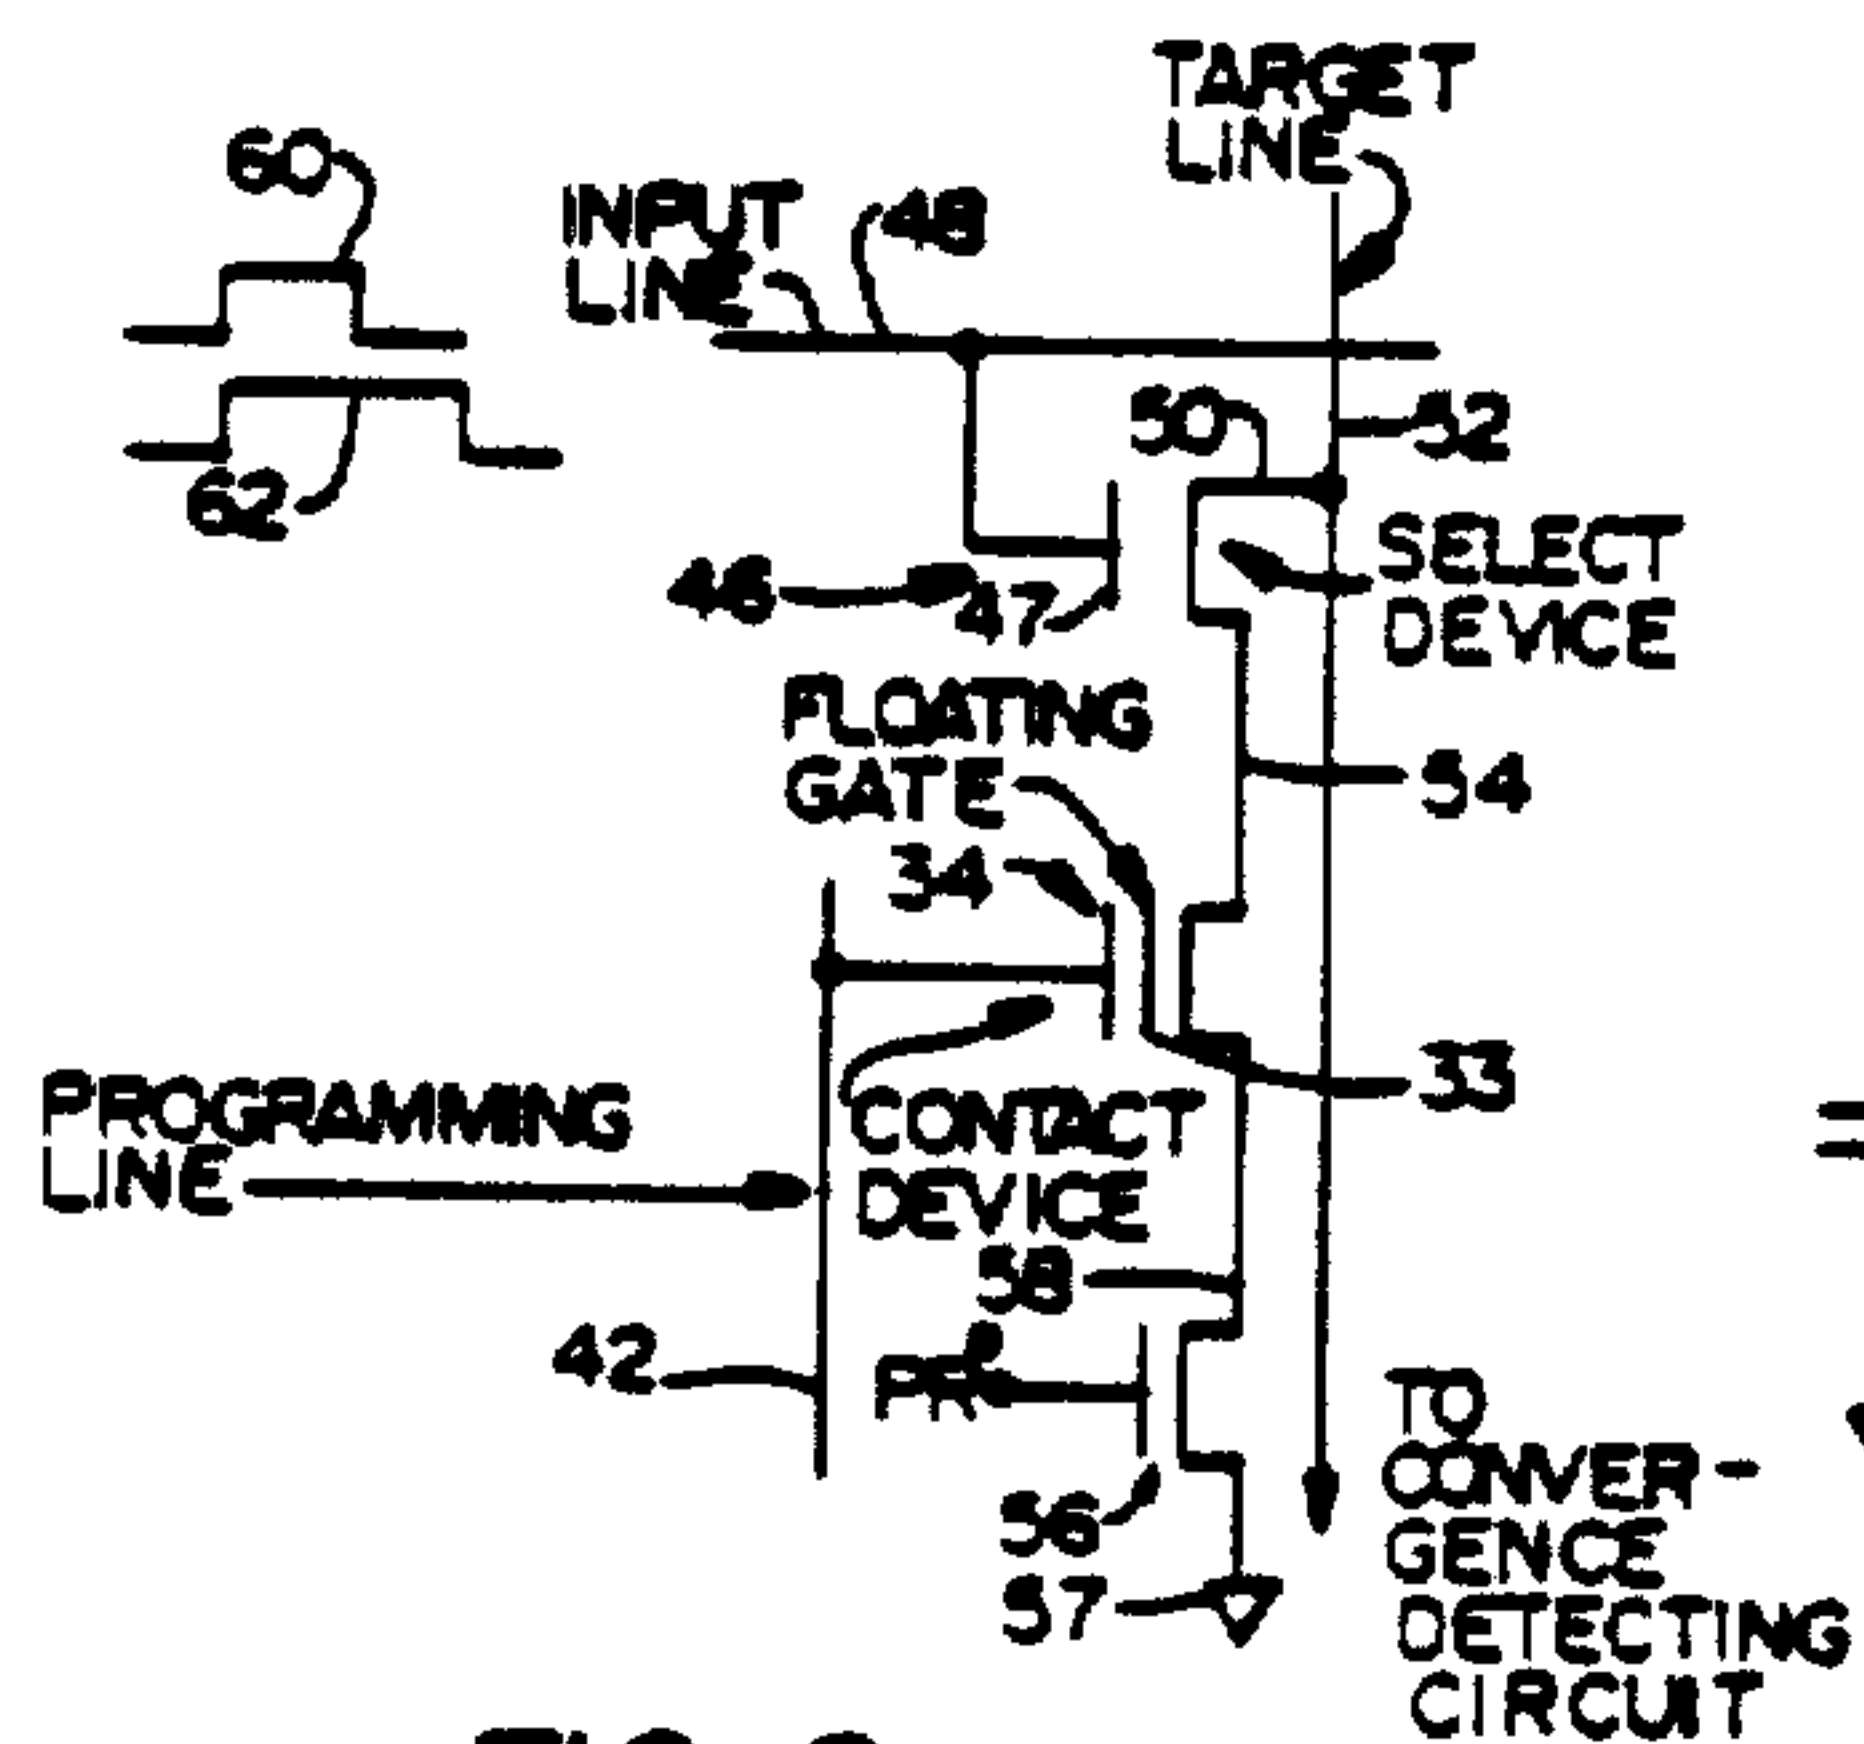 TARGET
LINE
60
INPUT
LINE
48
50
52
62
SELECT
DEVICE
46
47
FLOATING
GATE
54
34
33
PROGRAMMING
LINE
CONTACT
DEVICE
58
42
PR
TO
CONVER-
GENCE
DETECTING
CIRCUIT
56
57